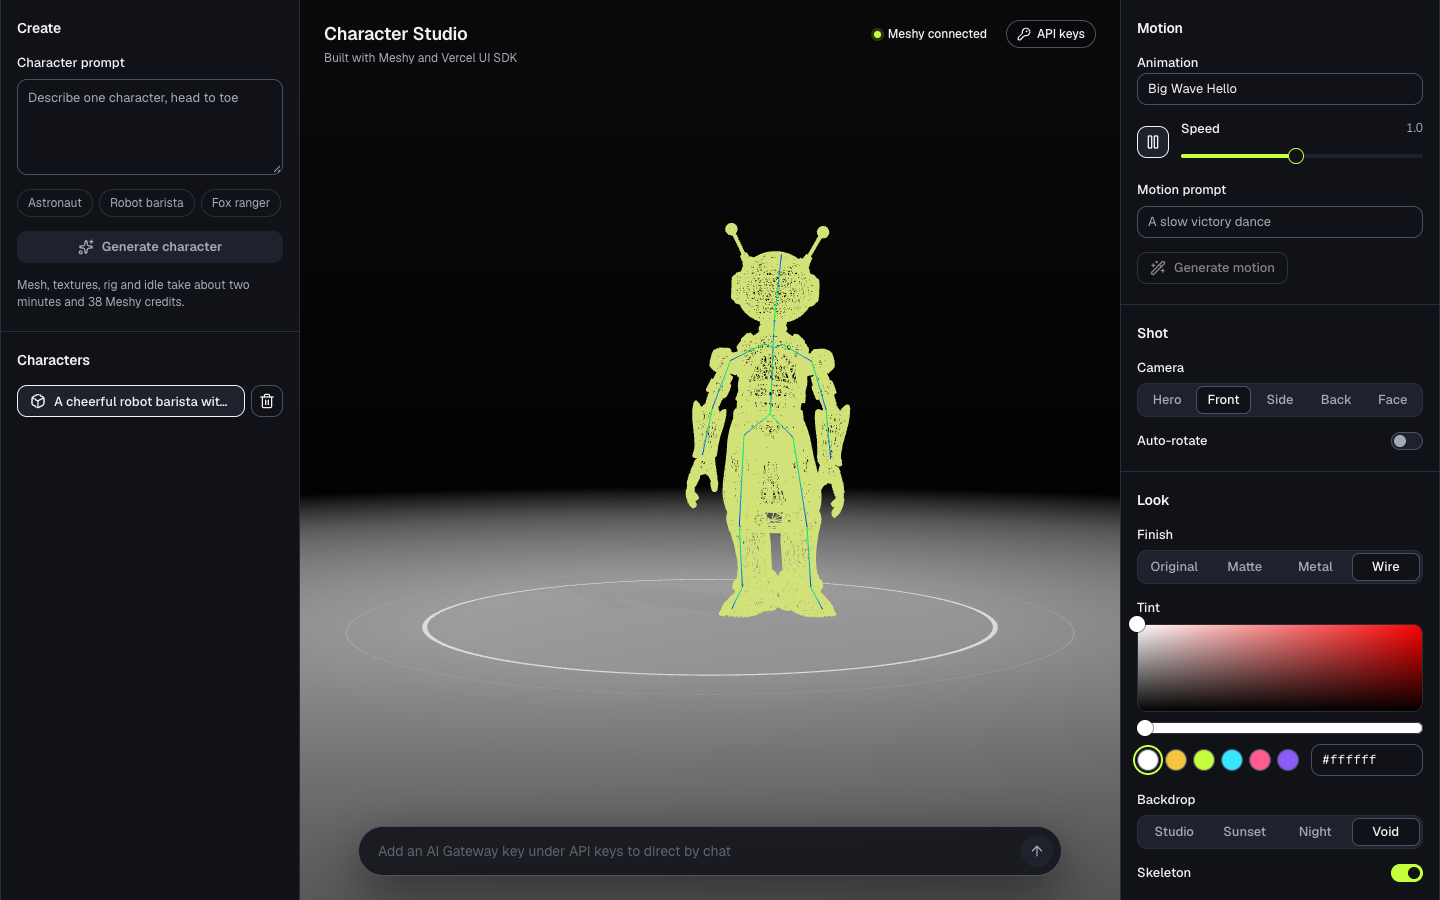 Create
Character prompt
Describe one character, head to toe
Astronaut
Robot barista
Fox ranger
Generate character
Mesh, textures, rig and idle take about two
minutes and 38 Meshy credits.
Characters
A cheerful robot barista wit...
Character Studio
Built with Meshy and Vercel UI SDK
Meshy connected
API keys
Add an AI Gateway key under API keys to direct by chat
Motion
Animation
Big Wave Hello
Speed
1.0
Motion prompt
A slow victory dance
Generate motion
Shot
Camera
Hero
Front
Side
Back
Face
Auto-rotate
Look
Finish
Original
Matte
Metal
Wire
Tint
#ffffff
Backdrop
Studio
Sunset
Night
Void
Skeleton